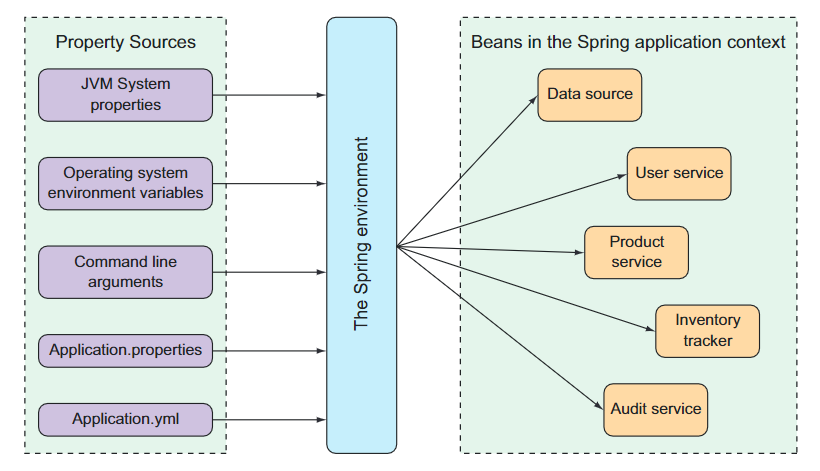 Property Sources
JVM System
properties
Operating system
environment variables
Command line
arguments
Application.properties
Application.yml
The Spring environment
Beans in the Spring application context
Data source
User service
Product
service
Inventory
tracker
Audit service